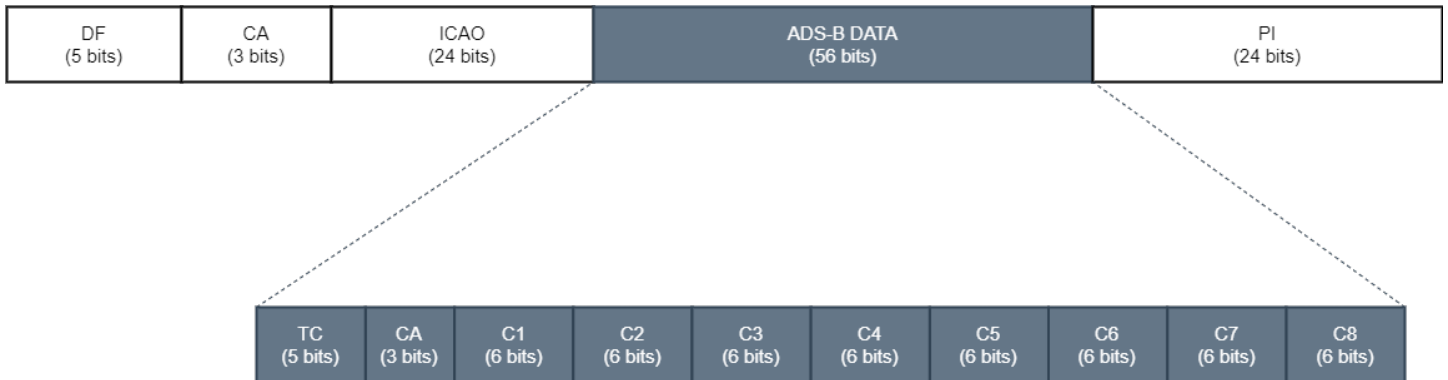 DF
(5 bits)
CA
(3 bits)
ICAO
(24 bits)
ADS-B DATA
(56 bits)
PI
(24 bits)
TC
(5 bits)
CA
(3 bits)
C1
(6 bits)
C2
(6 bits)
C3
(6 bits)
C4
(6 bits)
C5
(6 bits)
C6
(6 bits)
C7
(6 bits)
C8
(6 bits)